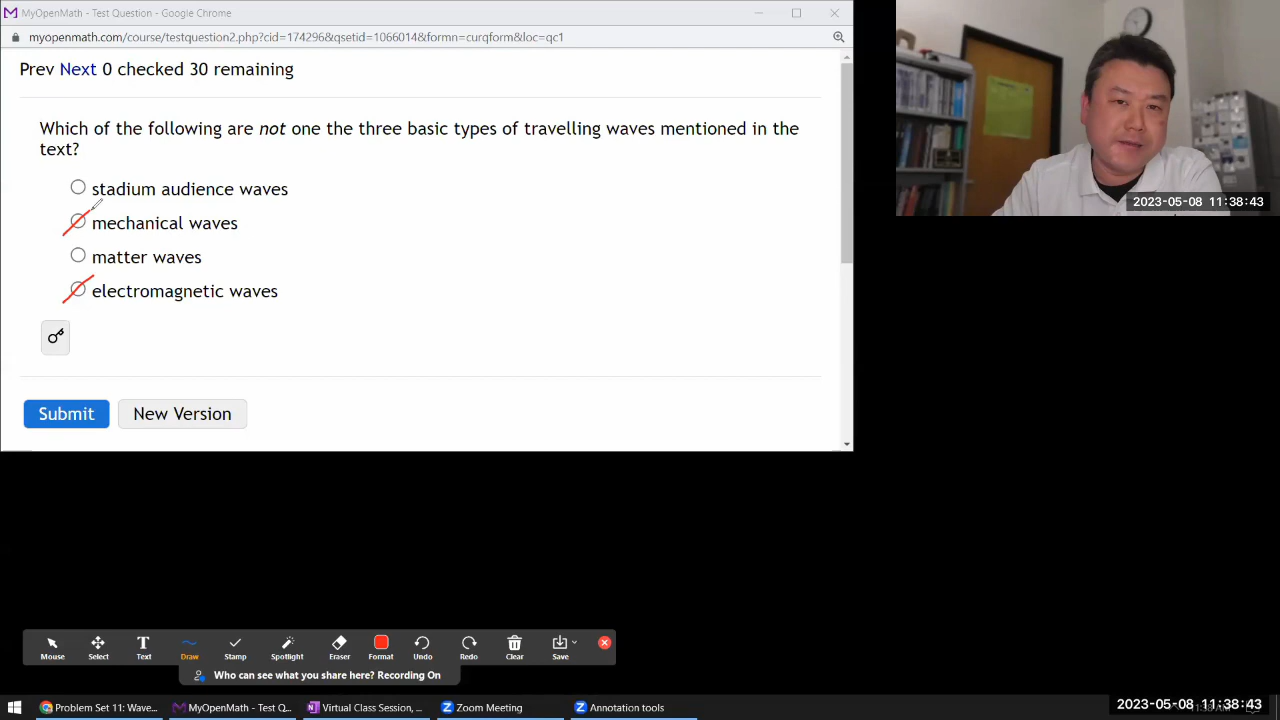 MyOpenMath - Test Question - Google Chrome
myopenmath.com/course/testquestion2.php?cid=174296&qsetid=1066014&formn=curqform&loc=qc1
Prev Next 0 checked 30 remaining
Which of the following are not one the three basic types of travelling waves mentioned in the
text?
stadium audience waves
mechanical waves
matter waves
electromagnetic waves
Submit New Version
2023-05-08 11:38:43
Mouse Select Text Draw Stamp Spotlight Eraser Format Undo Redo Clear Save
Who can see what you share here? Recording On
Problem Set 11: Wave... MyOpenMath - Test Q... Virtual Class Session, ... Zoom Meeting Annotation tools
2023-05-08 11:38:43